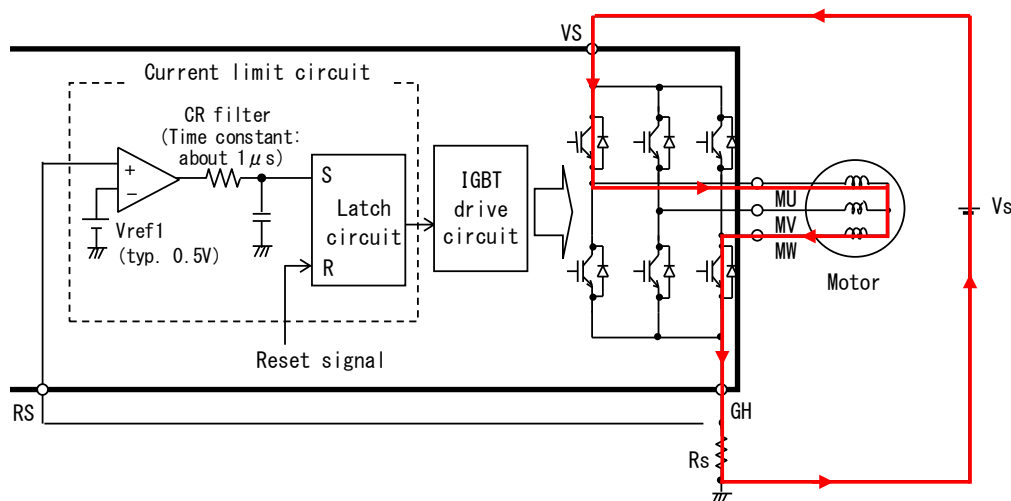 VS
Current limit circuit
CR filter
(Time constant:
about 1μs)
+
−
Vref1
(typ. 0.5V)
S
Latch
circuit
R
IGBT
drive
circuit
Reset signal
MU
MV
MW
Motor
Vs
RS
GH
Rs